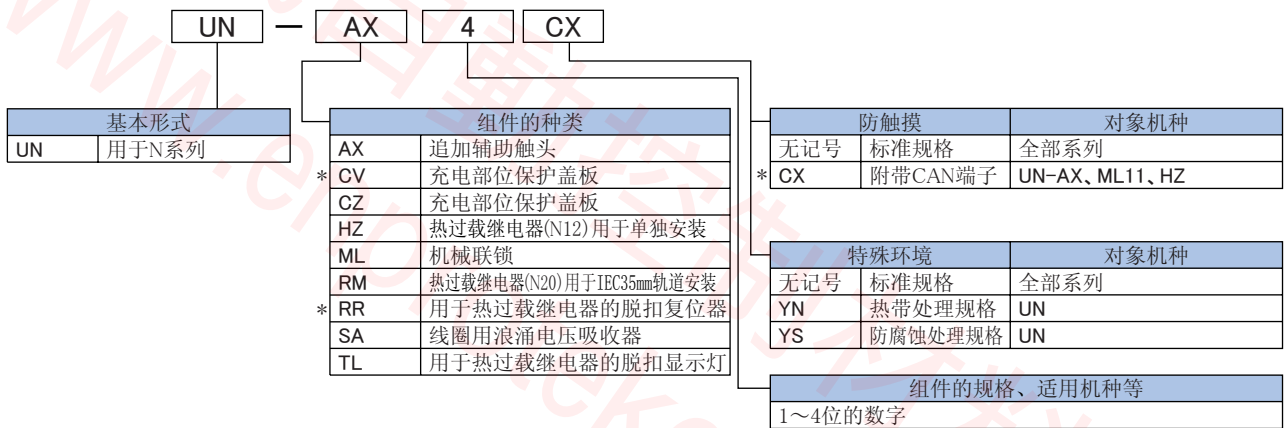 UN — AX 4 CX
基本形式
UN 用于N系列
组件的种类
AX 追加辅助触头
* CV 充电部位保护盖板
CZ 充电部位保护盖板
HZ 热过载继电器(N12)用于单独安装
ML 机械联锁
RM 热过载继电器(N20)用于IEC35mm轨道安装
* RR 用于热过载继电器的脱扣复位器
SA 线圈用浪涌电压吸收器
TL 用于热过载继电器的脱扣显示灯
防触摸 对象机种
无记号 标准规格 全部系列
* CX 附带CAN端子 UN-AX、ML11、HZ
特殊环境 对象机种
无记号 标准规格 全部系列
YN 热带处理规格 UN
YS 防腐蚀处理规格 UN
组件的规格、适用机种等
1～4位的数字